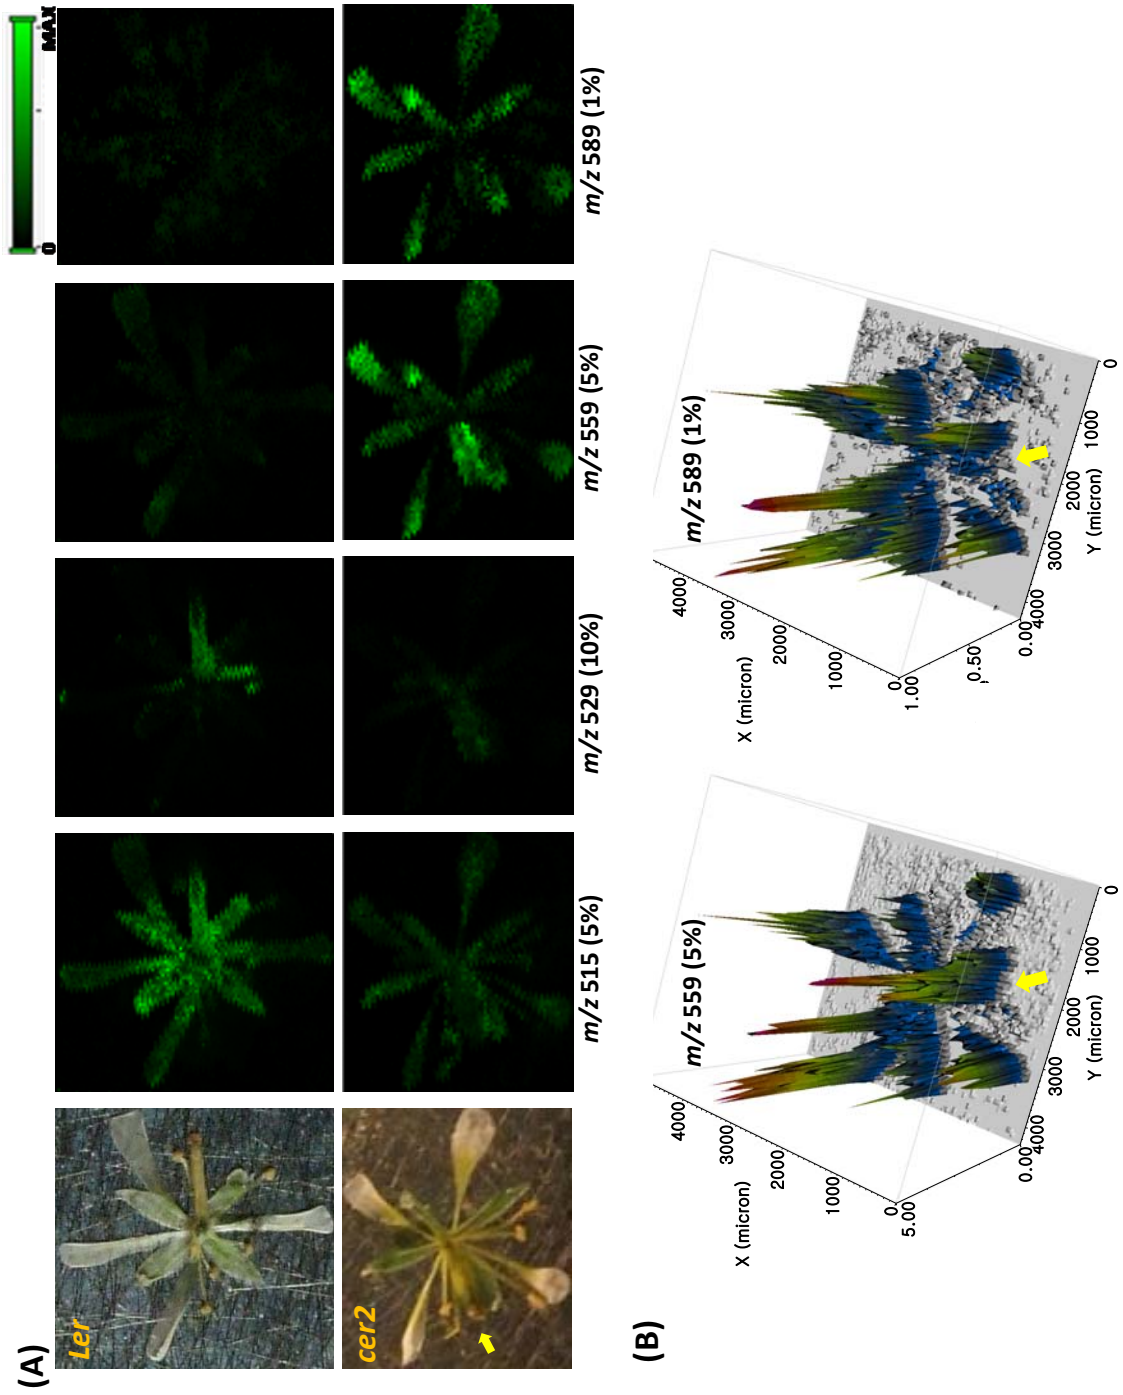 (A)
0 MAX
Ler
cer2
m/z 515 (5%)
m/z 529 (10%)
m/z 559 (5%)
m/z 589 (1%)
(B)
m/z 559 (5%)
4000
3000
2000
1000
0
X (micron)
5.00
0.00
4000
3000
2000
1000
0
Y (micron)
m/z 589 (1%)
4000
3000
2000
1000
0
X (micron)
1.00
0.50
0.00
4000
3000
2000
1000
0
Y (micron)